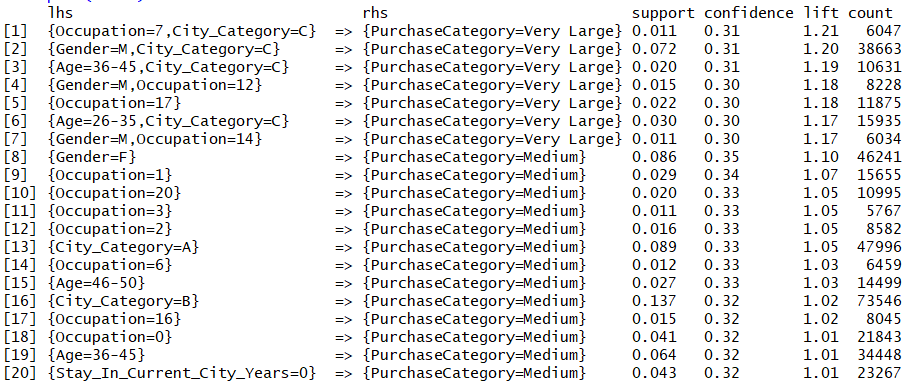 lhs rhs support confidence lift count
[1] {Occupation=7,City_Category=C} => {PurchaseCategory=Very Large} 0.011 0.31 1.21 6047
[2] {Gender=M,City_Category=C} => {PurchaseCategory=Very Large} 0.072 0.31 1.20 38663
[3] {Age=36-45,City_Category=C} => {PurchaseCategory=Very Large} 0.020 0.31 1.19 10631
[4] {Gender=M,Occupation=12} => {PurchaseCategory=Very Large} 0.015 0.30 1.18 8228
[5] {Occupation=17} => {PurchaseCategory=Very Large} 0.022 0.30 1.18 11875
[6] {Age=26-35,City_Category=C} => {PurchaseCategory=Very Large} 0.030 0.30 1.17 15935
[7] {Gender=M,Occupation=14} => {PurchaseCategory=Very Large} 0.011 0.30 1.17 6034
[8] {Gender=F} => {PurchaseCategory=Medium} 0.086 0.35 1.10 46241
[9] {Occupation=1} => {PurchaseCategory=Medium} 0.029 0.34 1.07 15655
[10] {Occupation=20} => {PurchaseCategory=Medium} 0.020 0.33 1.05 10995
[11] {Occupation=3} => {PurchaseCategory=Medium} 0.011 0.33 1.05 5767
[12] {Occupation=2} => {PurchaseCategory=Medium} 0.016 0.33 1.05 8582
[13] {City_Category=A} => {PurchaseCategory=Medium} 0.089 0.33 1.05 47996
[14] {Occupation=6} => {PurchaseCategory=Medium} 0.012 0.33 1.03 6459
[15] {Age=46-50} => {PurchaseCategory=Medium} 0.027 0.33 1.03 14499
[16] {City_Category=B} => {PurchaseCategory=Medium} 0.137 0.32 1.02 73546
[17] {Occupation=16} => {PurchaseCategory=Medium} 0.015 0.32 1.02 8045
[18] {Occupation=0} => {PurchaseCategory=Medium} 0.041 0.32 1.01 21843
[19] {Age=36-45} => {PurchaseCategory=Medium} 0.064 0.32 1.01 34448
[20] {Stay_In_Current_City_Years=0} => {PurchaseCategory=Medium} 0.043 0.32 1.01 23267